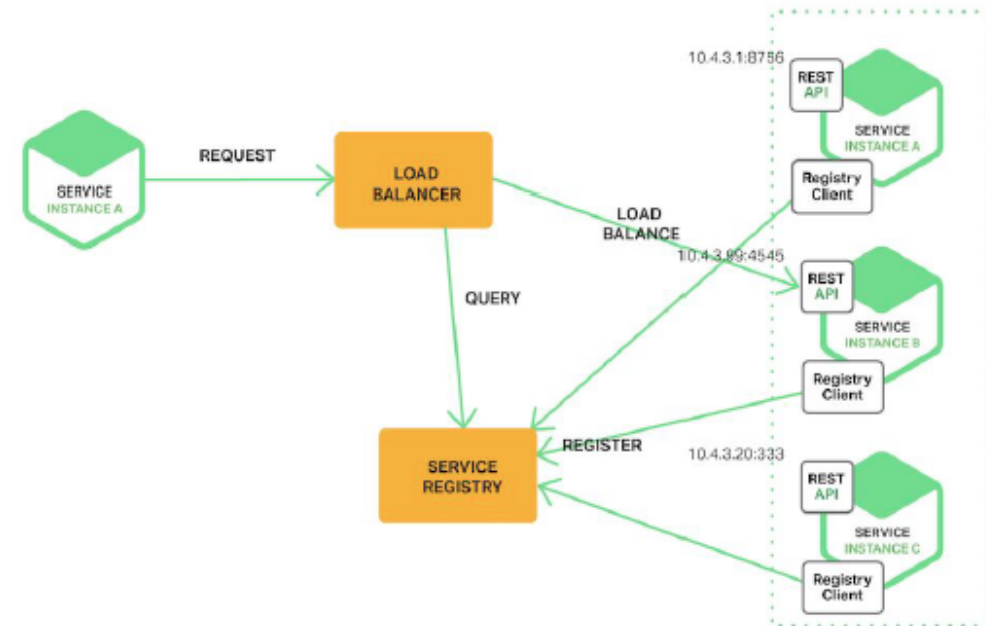 10.4.3.1:8756
REST
API
SERVICE
INSTANCE A
Registry
Client
SERVICE
INSTANCE A
REQUEST
LOAD
BALANCER
LOAD
BALANCE
10.4.3.99:4545
REST
API
SERVICE
INSTANCE B
Registry
Client
QUERY
REGISTER
SERVICE
REGISTRY
10.4.3.20:333
REST
API
SERVICE
INSTANCE C
Registry
Client